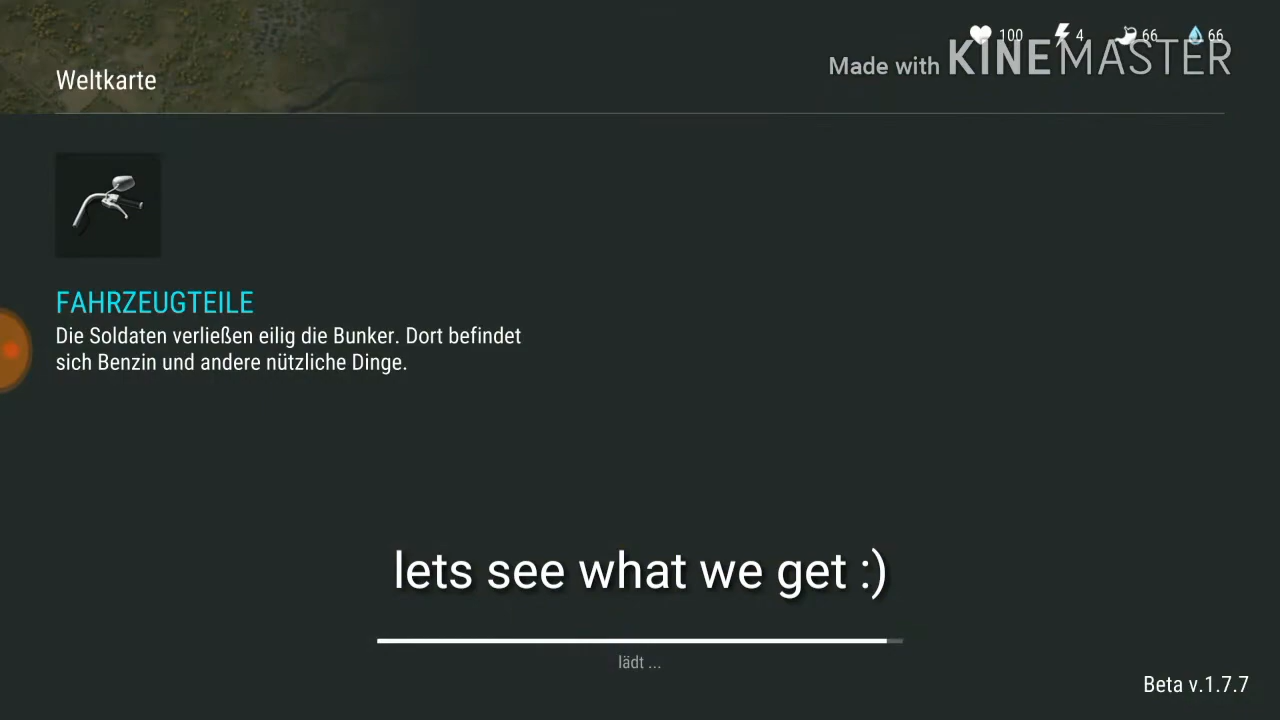 100 4 66 66
Made with KINEMASTER
Weltkarte
FAHRZEUGTEILE
Die Soldaten verließen eilig die Bunker. Dort befindet
sich Benzin und andere nützliche Dinge.
lets see what we get :)
lädt ...
Beta v.1.7.7